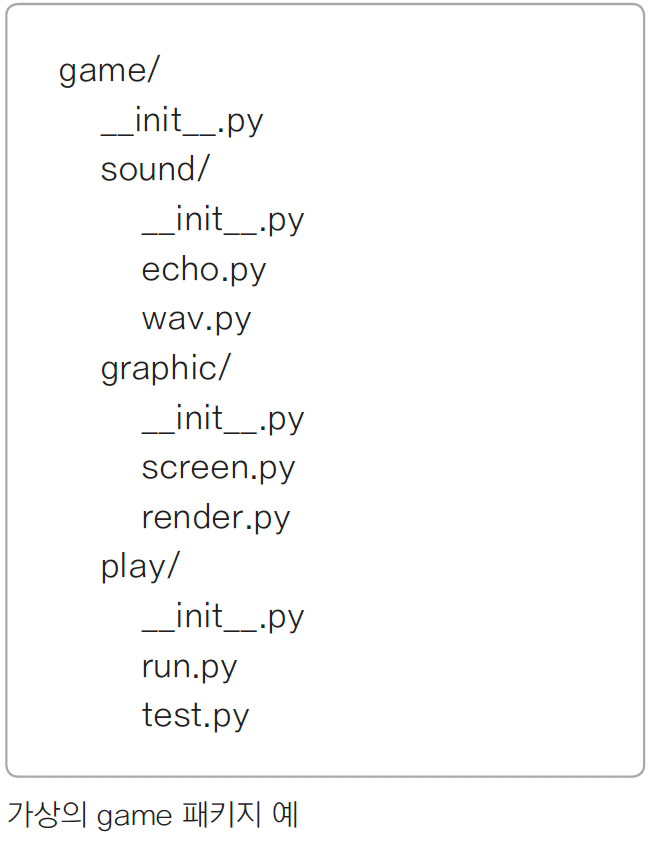 game/
__init__.py
sound/
__init__.py
echo.py
wav.py
graphic/
__init__.py
screen.py
render.py
play/
__init__.py
run.py
test.py
가상의 game 패키지 예